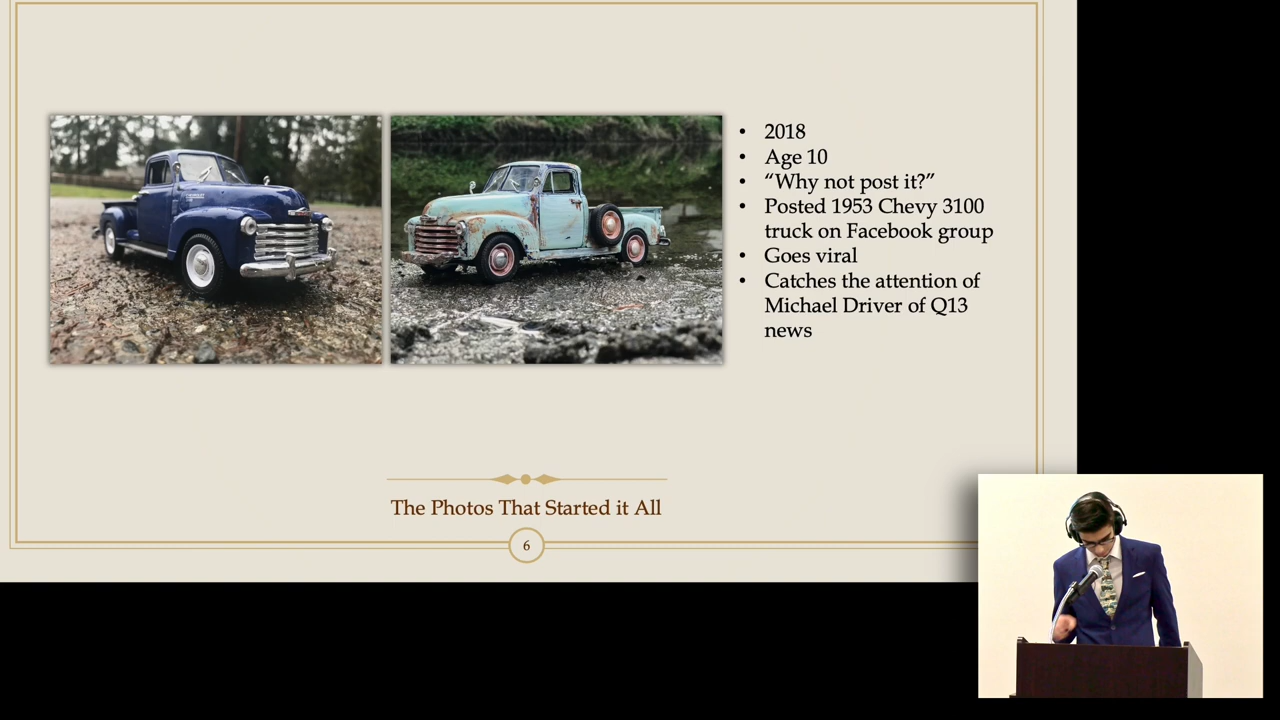 • 2018
• Age 10
• “Why not post it?”
• Posted 1953 Chevy 3100
truck on Facebook group
• Goes viral
• Catches the attention of
Michael Driver of Q13
news
The Photos That Started it All
6